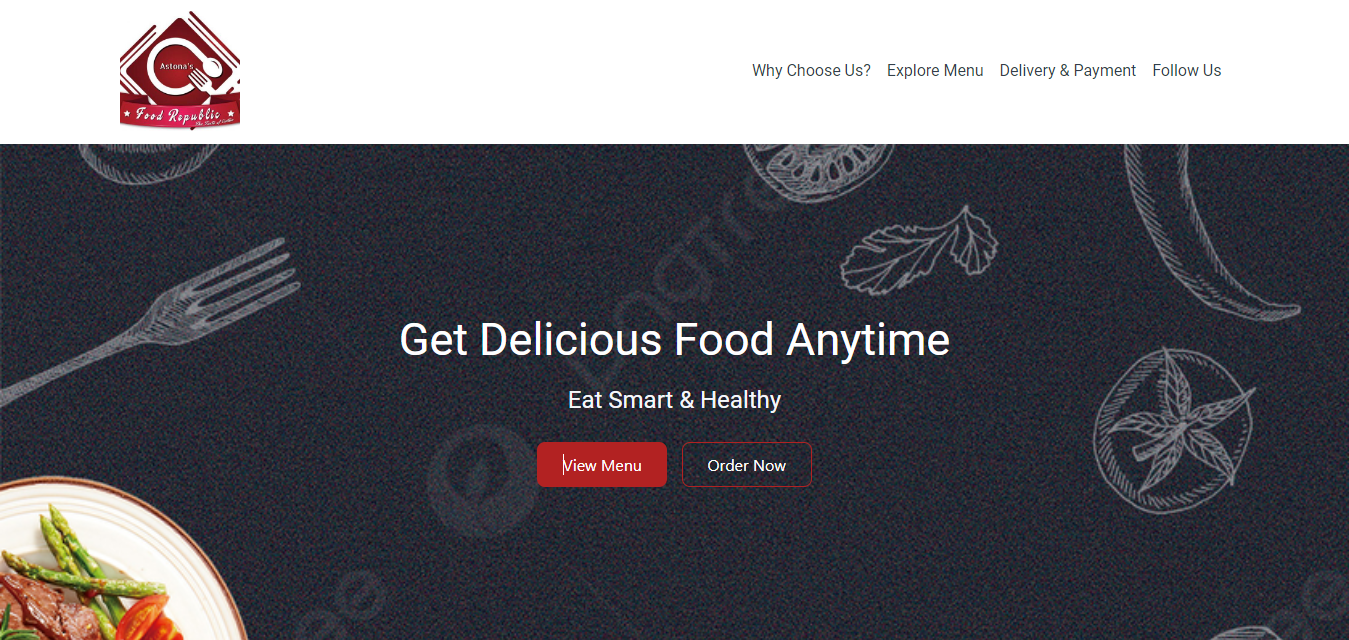 Astona's
Food Republic
Why Choose Us? Explore Menu Delivery & Payment Follow Us
Get Delicious Food Anytime
Eat Smart & Healthy
View Menu Order Now